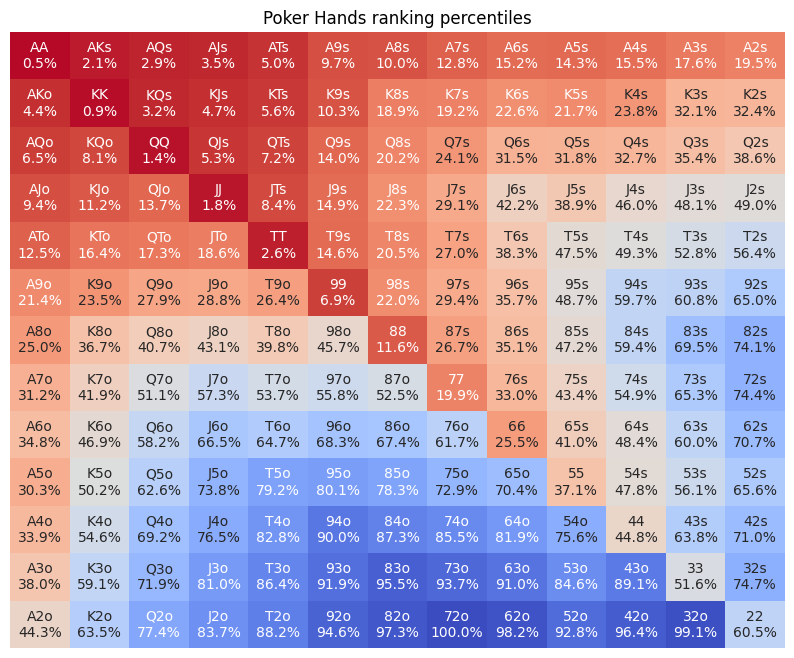 Poker Hands ranking percentiles
AA AKs AQs AJs ATs A9s A8s A7s A6s A5s A4s A3s A2s
0.5% 2.1% 2.9% 3.5% 5.0% 9.7% 10.0% 12.8% 15.2% 14.3% 15.5% 17.6% 19.5%
AKo KK KQs KJs KTs K9s K8s K7s K6s K5s K4s K3s K2s
4.4% 0.9% 3.2% 4.7% 5.6% 10.3% 18.9% 19.2% 22.6% 21.7% 23.8% 32.1% 32.4%
AQo KQo QQ QJs QTs Q9s Q8s Q7s Q6s Q5s Q4s Q3s Q2s
6.5% 8.1% 1.4% 5.3% 7.2% 14.0% 20.2% 24.1% 31.5% 31.8% 32.7% 35.4% 38.6%
AJo KJo QJo JJ JTs J9s J8s J7s J6s J5s J4s J3s J2s
9.4% 11.2% 13.7% 1.8% 8.4% 14.9% 22.3% 29.1% 42.2% 38.9% 46.0% 48.1% 49.0%
ATo KTo QTo JTo TT T9s T8s T7s T6s T5s T4s T3s T2s
12.5% 16.4% 17.3% 18.6% 2.6% 14.6% 20.5% 27.0% 38.3% 47.5% 49.3% 52.8% 56.4%
A9o K9o Q9o J9o T9o 99 98s 97s 96s 95s 94s 93s 92s
21.4% 23.5% 27.9% 28.8% 26.4% 6.9% 22.0% 29.4% 35.7% 48.7% 59.7% 60.8% 65.0%
A8o K8o Q8o J8o T8o 98o 88 87s 86s 85s 84s 83s 82s
25.0% 36.7% 40.7% 43.1% 39.8% 45.7% 11.6% 26.7% 35.1% 47.2% 59.4% 69.5% 74.1%
A7o K7o Q7o J7o T7o 97o 87o 77 76s 75s 74s 73s 72s
31.2% 41.9% 51.1% 57.3% 53.7% 55.8% 52.5% 19.9% 33.0% 43.4% 54.9% 65.3% 74.4%
A6o K6o Q6o J6o T6o 96o 86o 76o 66 65s 64s 63s 62s
34.8% 46.9% 58.2% 66.5% 64.7% 68.3% 67.4% 61.7% 25.5% 41.0% 48.4% 60.0% 70.7%
A5o K5o Q5o J5o T5o 95o 85o 75o 65o 55 54s 53s 52s
30.3% 50.2% 62.6% 73.8% 79.2% 80.1% 78.3% 72.9% 70.4% 37.1% 47.8% 56.1% 65.6%
A4o K4o Q4o J4o T4o 94o 84o 74o 64o 54o 44 43s 42s
33.9% 54.6% 69.2% 76.5% 82.8% 90.0% 87.3% 85.5% 81.9% 75.6% 44.8% 63.8% 71.0%
A3o K3o Q3o J3o T3o 93o 83o 73o 63o 53o 43o 33 32s
38.0% 59.1% 71.9% 81.0% 86.4% 91.9% 95.5% 93.7% 91.0% 84.6% 89.1% 51.6% 74.7%
A2o K2o Q2o J2o T2o 92o 82o 72o 62o 52o 42o 32o 22
44.3% 63.5% 77.4% 83.7% 88.2% 94.6% 97.3% 100.0% 98.2% 92.8% 96.4% 99.1% 60.5%